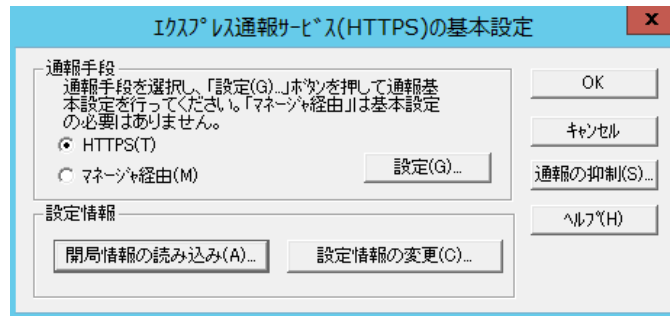 ｴｸｽﾌﾟﾚｽ通報ｻｰﾋﾞｽ(HTTPS)の基本設定
x
通報手段
通報手段を選択し、「設定(G)...」ﾎﾞﾀﾝを押して通報基
本設定を行ってください。「ﾏﾈｰｼﾞｬ経由」は基本設定
の必要はありません。
HTTPS(T)
ﾏﾈｰｼﾞｬ経由(M)
設定(G)...
OK
ｷｬﾝｾﾙ
通報の抑制(S)...
ﾍﾙﾌﾟ(H)
設定情報
開局情報の読み込み(A)...
設定情報の変更(C)...